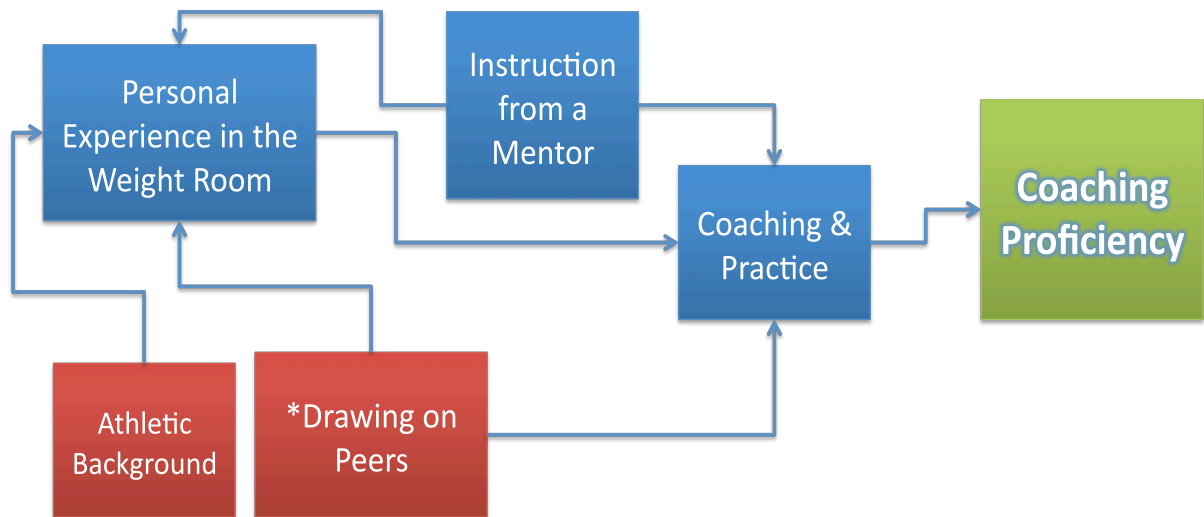 Personal
Experience in the
Weight Room
Instruction
from a
Mentor
Coaching &
Practice
Coaching
Proficiency
Athletic
Background
*Drawing on
Peers